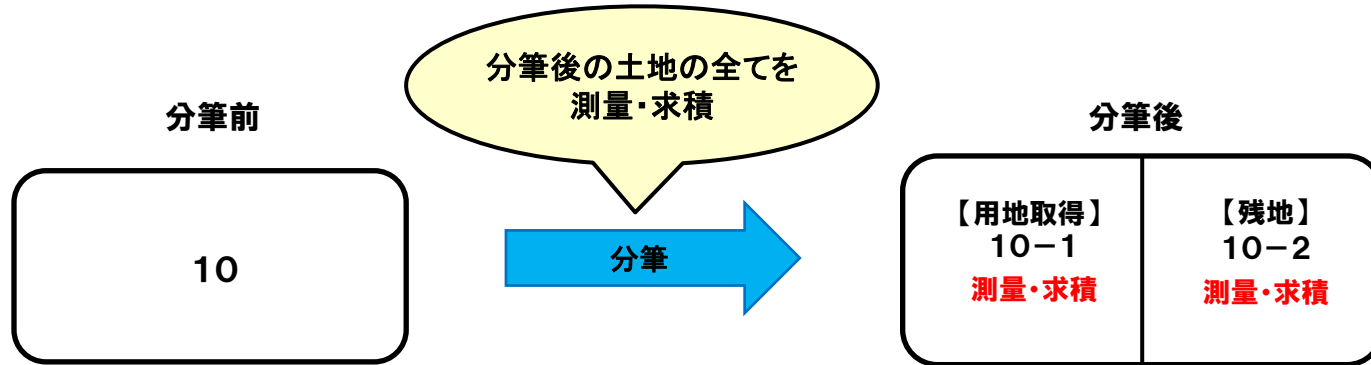 分筆前
10
分筆後の土地の全てを
測量・求積
分筆
分筆後
【用地取得】
10－1
測量・求積
【残地】
10－2
測量・求積